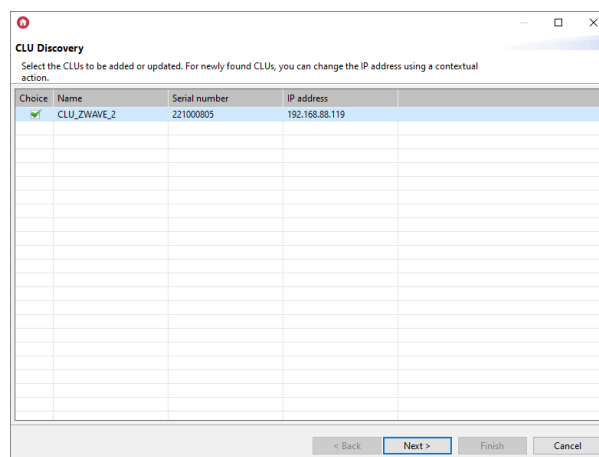 CLU Discovery
Select the CLUs to be added or updated. For newly found CLUs, you can change the IP address using a contextual
action.
Choice Name Serial number IP address
CLU_ZWAVE_2 221000805 192.168.88.119
< Back Next > Finish Cancel